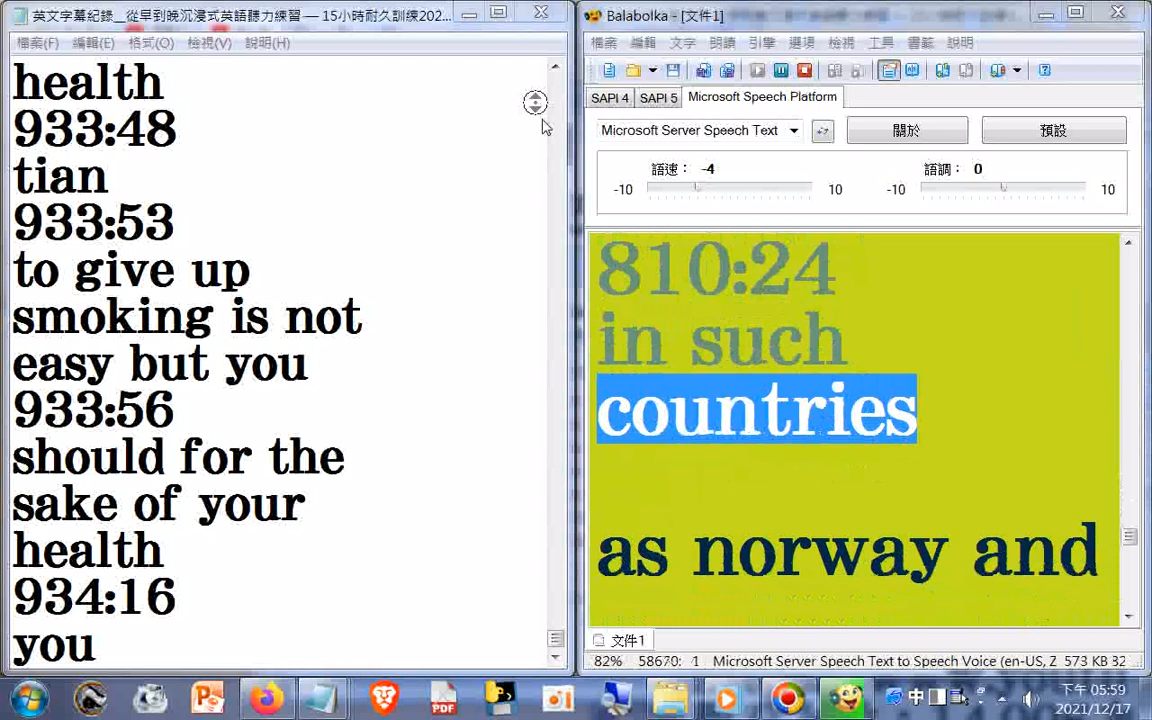 英文字幕紀錄__從早到晚沉浸式英語聽力練習 — 15小時耐久訓練202...
檔案(F) 編輯(E) 格式(O) 檢視(V) 說明(H)
health
933:48
tian
933:53
to give up
smoking is not
easy but you
933:56
should for the
sake of your
health
934:16
you
Balabolka - [文件1]
檔案 編輯 文字 朗讀 引擎 選項 檢視 工具 書籤 說明
SAPI 4 SAPI 5 Microsoft Speech Platform
Microsoft Server Speech Text 關於 預設
語速： -4 語調： 0
-10 10 -10 10
810:24
in such
countries
as norway and
文件1
82% 58670: Microsoft Server Speech Text to Speech Voice (en-US, Z 573 KB 32
PDF
中
下午 05:59
2021/12/17